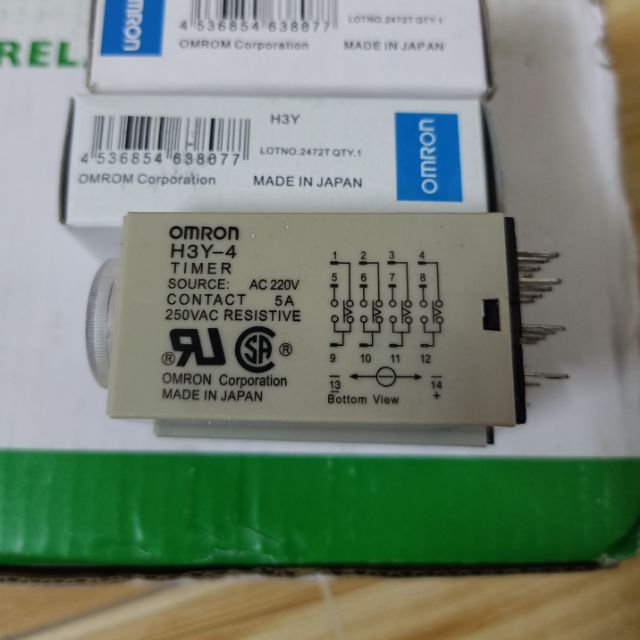 RELA
OMRON
4 536854 638077
LOTNO.2472T QTY.1
OMROM Corporation
MADE IN JAPAN
H3Y
4 536854 638077
LOTNO.2472T QTY.1
OMROM Corporation
MADE IN JAPAN
OMRON
OMRON
H3Y-4
TIMER
SOURCE: AC 220V
CONTACT 5A
250VAC RESISTIVE
® RU SA ®
OMRON Corporation
MADE IN JAPAN
1 2 3 4
5 6 7 8
9 10 11 12
13 14
- +
Bottom View